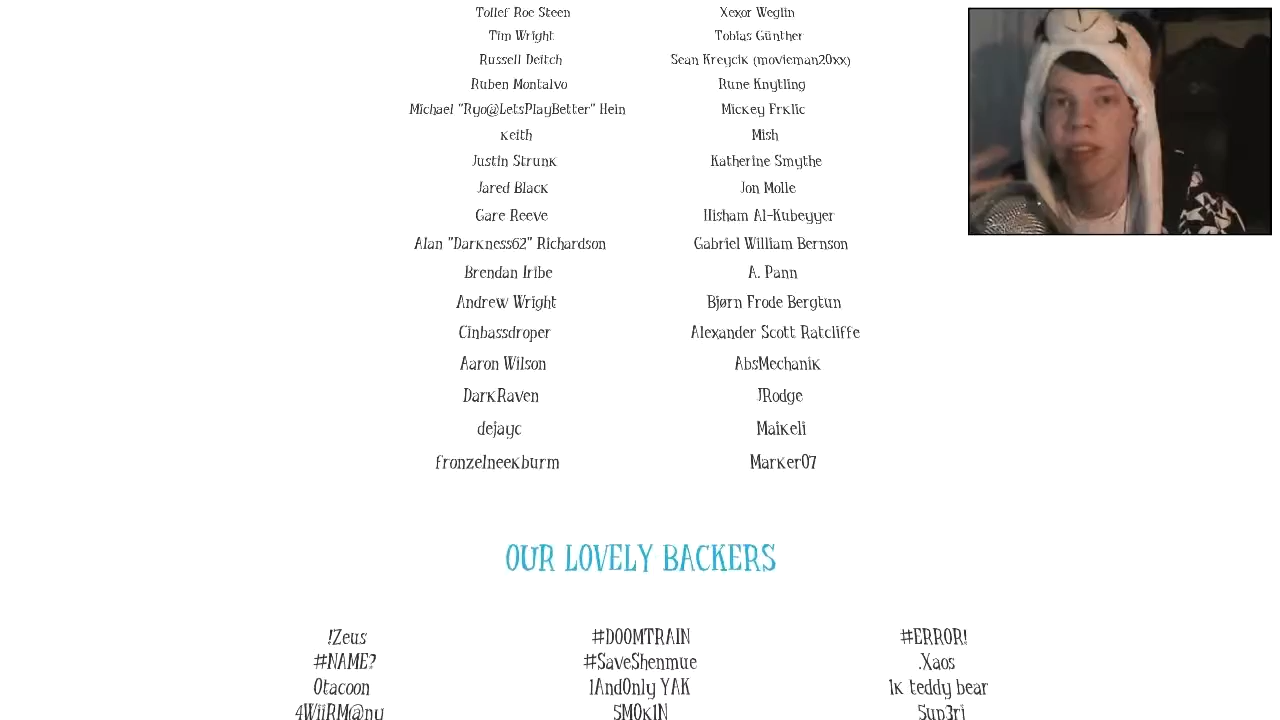 Tollef Roe Steen Xexor Weglin
Tim Wright Tobias Günther
Russell Deitch Sean Kreycik (movieman20xx)
Ruben Montalvo Rune Knytling
Michael "Ryo@LetsPlayBetter" Hein Mickey Frklic
keith Mish
Justin Strunk Katherine Smythe
Jared Black Jon Molle
Gare Reeve Hisham Al-Kubeyyer
Alan "Darkness62" Richardson Gabriel William Bernson
Brendan Iribe A. Pann
Andrew Wright Bjørn Frode Bergtun
Cinbassdroper Alexander Scott Ratcliffe
Aaron Wilson AbsMechanik
DarkRaven JRodge
dejayc Maikeli
fronzelneekburm Marker07
OUR LOVELY BACKERS
!Zeus #DOOMTRAIN #ERROR!
#NAME? #SaveShenmue .Xaos
0tacoon 1AndOnly YAK 1k teddy bear
4WiiRM@ny 5M0k1N 5up3rj